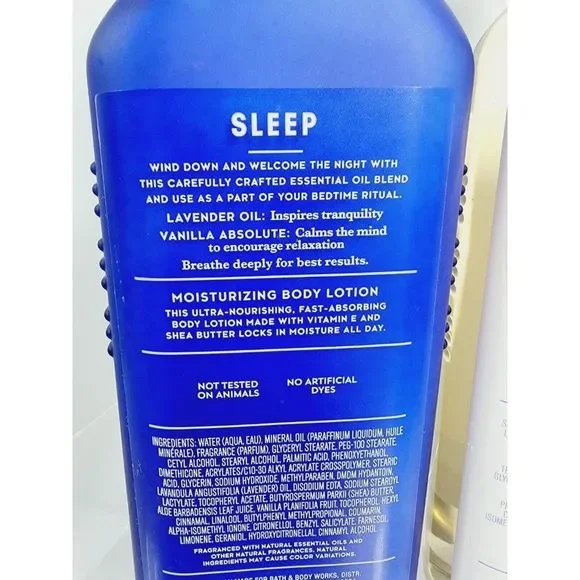 SLEEP
WIND DOWN AND WELCOME THE NIGHT WITH
THIS CAREFULLY CRAFTED ESSENTIAL OIL BLEND
AND USE AS A PART OF YOUR BEDTIME RITUAL.
LAVENDER OIL: Inspires tranquility
VANILLA ABSOLUTE: Calms the mind
to encourage relaxation
Breathe deeply for best results.
MOISTURIZING BODY LOTION
THIS ULTRA-NOURISHING, FAST-ABSORBING
BODY LOTION MADE WITH VITAMIN E AND
SHEA BUTTER LOCKS IN MOISTURE ALL DAY.
NOT TESTED
ON ANIMALS
NO ARTIFICIAL
DYES
INGREDIENTS: WATER (AQUA, EAU), MINERAL OIL (PARAFFINUM LIQUIDUM, HUILE
MINÉRALE), FRAGRANCE (PARFUM), GLYCERYL STEARATE, PEG-100 STEARATE,
CETYL ALCOHOL, STEARYL ALCOHOL, PALMITIC ACID, PHENOXYETHANOL,
DIMETHICONE, ACRYLATES/C10-30 ALKYL ACRYLATE CROSSPOLYMER, STEARIC
ACID, GLYCERIN, SODIUM HYDROXIDE, METHYLPARABEN, DMDM HYDANTOIN,
LAVANDULA ANGUSTIFOLIA (LAVENDER) OIL, DISODIUM EDTA, SODIUM STEAROYL
LACTYLATE, TOCOPHERYL ACETATE, BUTYROSPERMUM PARKII (SHEA) BUTTER,
ALOE BARBADENSIS LEAF JUICE, VANILLA PLANIFOLIA FRUIT, TOCOPHEROL, HEXYL
CINNAMAL, LINALOOL, BUTYLPHENYL METHYLPROPIONAL, COUMARIN,
ALPHA-ISOMETHYL IONONE, CITRONELLOL, BENZYL SALICYLATE, FARNESOL,
LIMONENE, GERANIOL, HYDROXYCITRONELLAL, CINNAMYL ALCOHOL.
FRAGRANCED WITH NATURAL ESSENTIAL OILS AND
OTHER NATURAL FRAGRANCES. NATURAL
INGREDIENTS MAY CAUSE COLOR VARIATIONS.
MADE FOR BATH & BODY WORKS, DISTR.